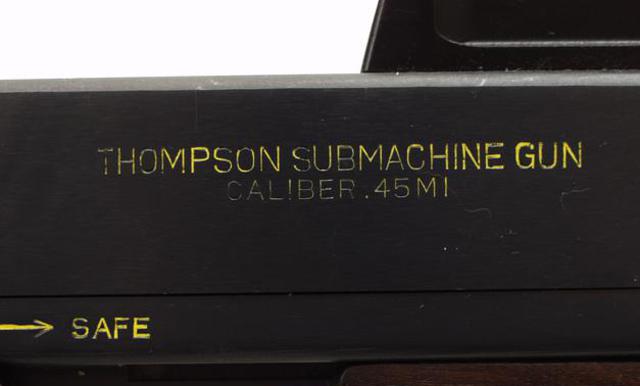 THOMPSON SUBMACHINE GUN
CALIBER .45M1
SAFE